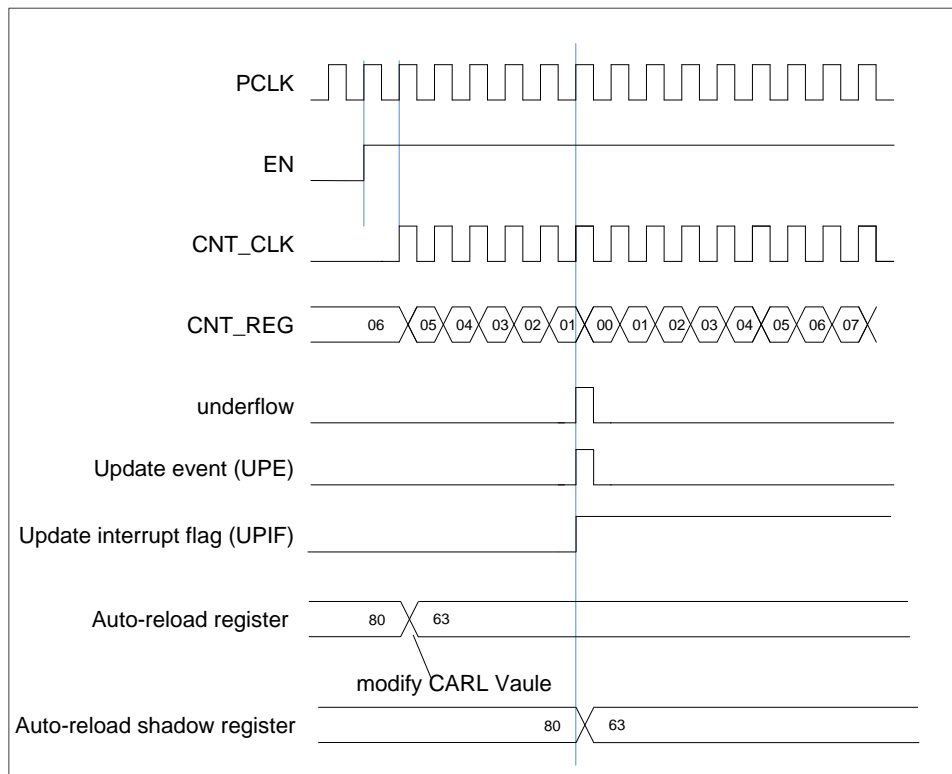 PCLK
EN
CNT_CLK
CNT_REG 06 05 04 03 02 01 00 01 02 03 04 05 06 07
underflow
Update event (UPE)
Update interrupt flag (UPIF)
Auto-reload register 80 63
modify CARL Vaule
Auto-reload shadow register 80 63